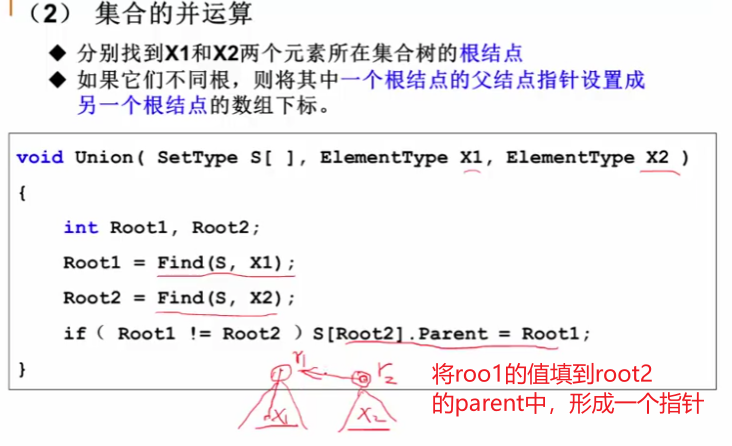 （2） 集合的并运算
◆ 分别找到X1和X2两个元素所在集合树的根结点
◆ 如果它们不同根，则将其中一个根结点的父结点指针设置成
另一个根结点的数组下标。
void Union( SetType S[ ], ElementType X1, ElementType X2 )
{
int Root1, Root2;
Root1 = Find(S, X1);
Root2 = Find(S, X2);
if( Root1 != Root2 ) S[Root2].Parent = Root1;
}
r1
r2
X1
X2
将roo1的值填到root2
的parent中，形成一个指针